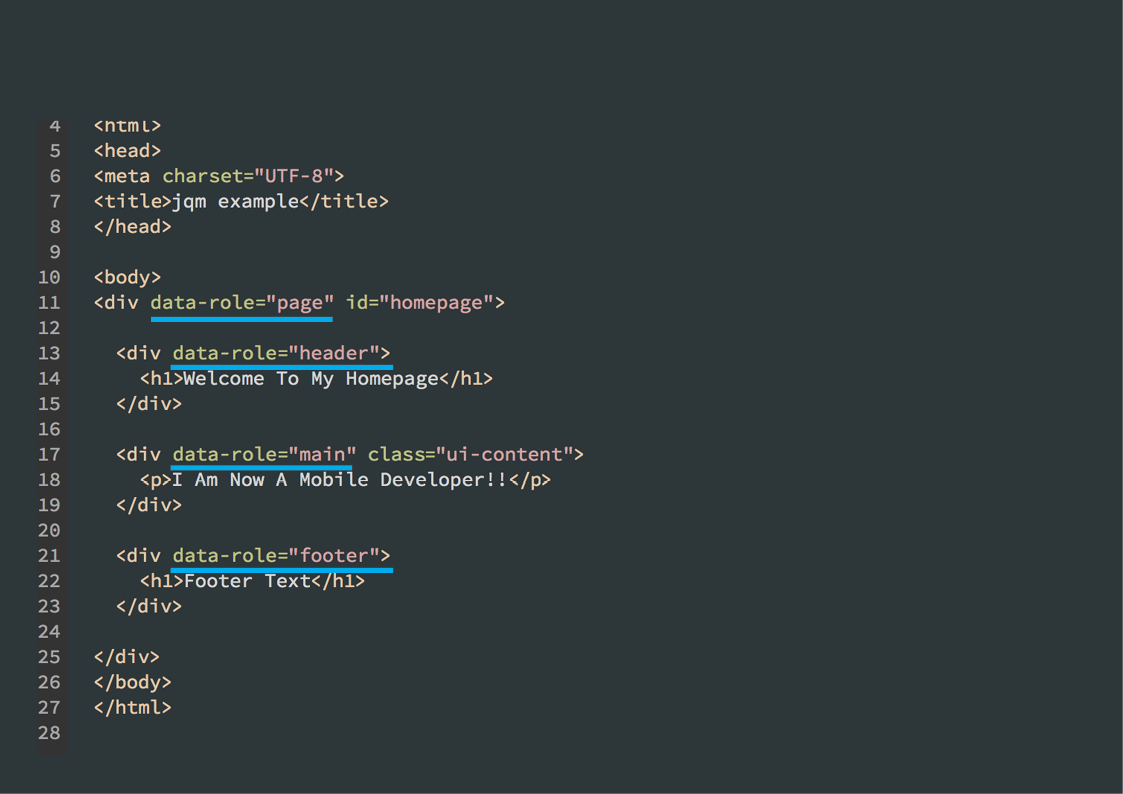 4 <html>
5 <head>
6 <meta charset="UTF-8">
7 <title>jqm example</title>
8 </head>
9
10 <body>
11 <div data-role="page" id="homepage">
12
13 <div data-role="header">
14 <h1>Welcome To My Homepage</h1>
15 </div>
16
17 <div data-role="main" class="ui-content">
18 <p>I Am Now A Mobile Developer!!</p>
19 </div>
20
21 <div data-role="footer">
22 <h1>Footer Text</h1>
23 </div>
24
25 </div>
26 </body>
27 </html>
28